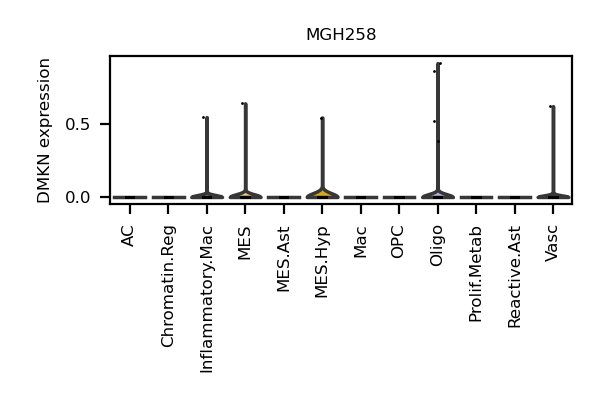 MGH258
DMKN expression
0.5
0.0
AC
Chromatin.Reg
Inflammatory.Mac
MES
MES.Ast
MES.Hyp
Mac
OPC
Oligo
Prolif.Metab
Reactive.Ast
Vasc